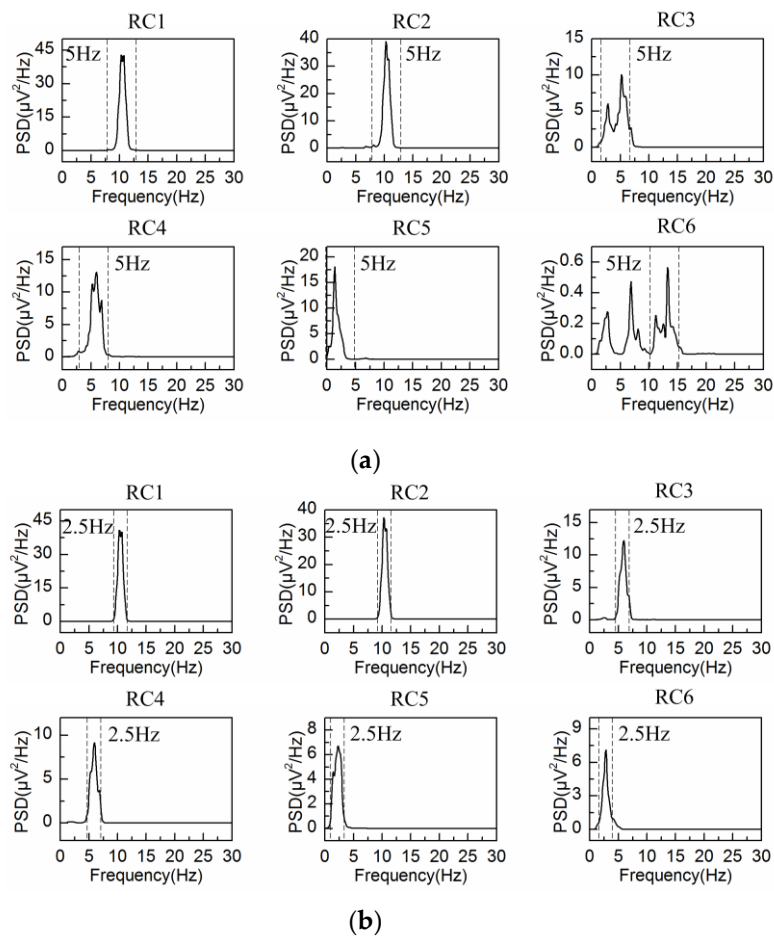 RC1 RC2 RC3
PSD(μV²/Hz) 45 30 15 0 5Hz 0 5 10 15 20 25 30 Frequency(Hz)
PSD(μV²/Hz) 40 30 20 10 0 5Hz 0 5 10 15 20 25 30 Frequency(Hz)
PSD(μV²/Hz) 15 10 5 0 5Hz 0 5 10 15 20 25 30 Frequency(Hz)
RC4 RC5 RC6
PSD(μV²/Hz) 15 10 5 0 5Hz 0 5 10 15 20 25 30 Frequency(Hz)
PSD(μV²/Hz) 20 15 10 5 0 5Hz 0 5 10 15 20 25 30 Frequency(Hz)
PSD(μV²/Hz) 0.6 0.4 0.2 0.0 5Hz 0 5 10 15 20 25 30 Frequency(Hz)
(a)
RC1 RC2 RC3
PSD(μV²/Hz) 45 30 15 0 2.5Hz 0 5 10 15 20 25 30 Frequency(Hz)
PSD(μV²/Hz) 40 30 20 10 0 2.5Hz 0 5 10 15 20 25 30 Frequency(Hz)
PSD(μV²/Hz) 15 10 5 0 2.5Hz 0 5 10 15 20 25 30 Frequency(Hz)
RC4 RC5 RC6
PSD(μV²/Hz) 10 5 0 2.5Hz 0 5 10 15 20 25 30 Frequency(Hz)
PSD(μV²/Hz) 8 6 4 2 0 2.5Hz 0 5 10 15 20 25 30 Frequency(Hz)
PSD(μV²/Hz) 9 6 3 0 2.5Hz 0 5 10 15 20 25 30 Frequency(Hz)
(b)